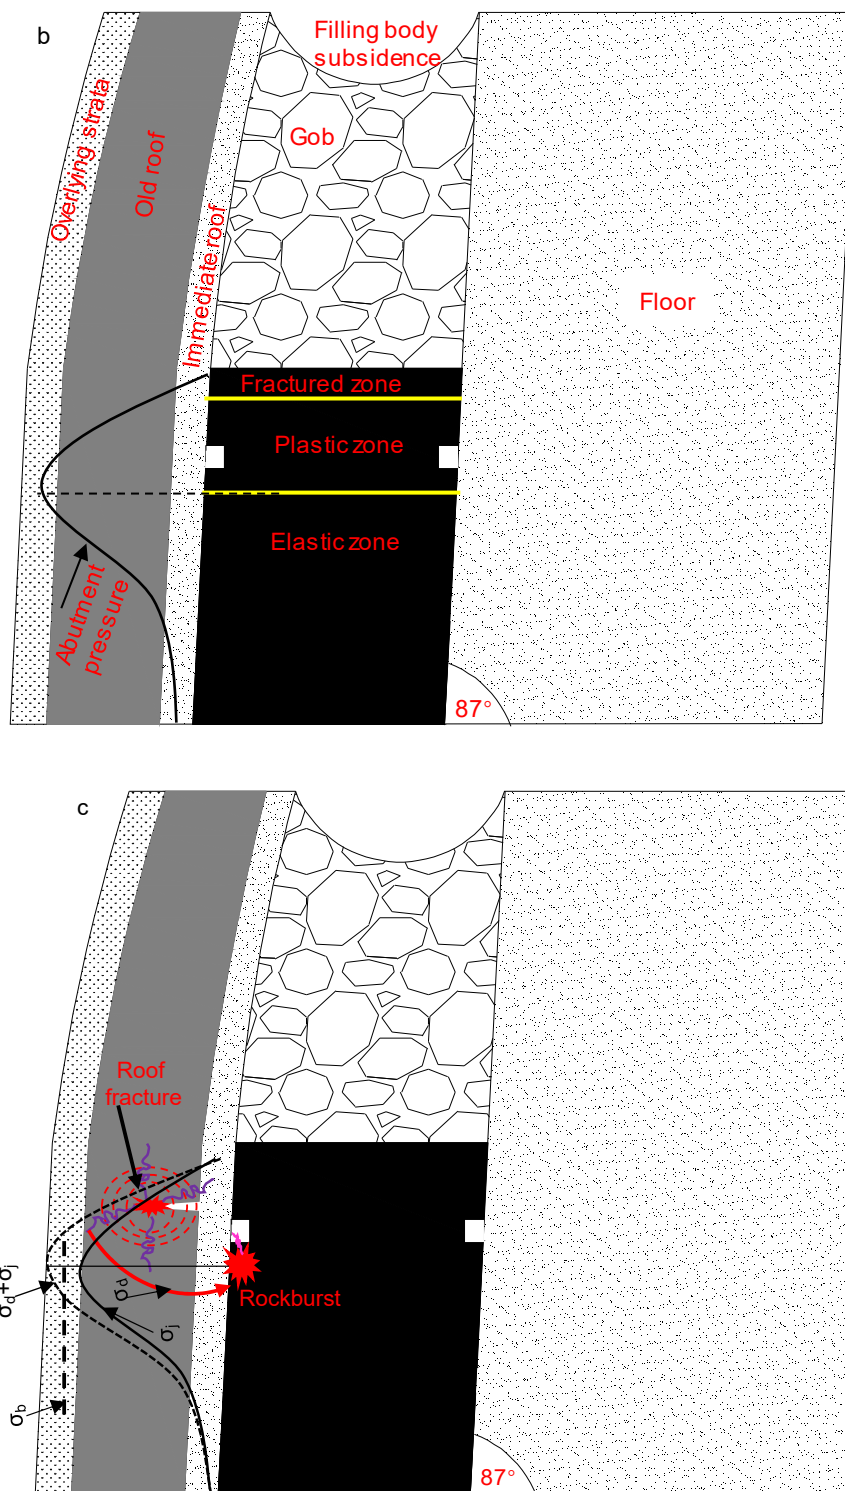 b
Filling body
subsidence
Overlying strata
Old roof
Gob
Immediate roof
Floor
Fractured zone
Plastic zone
Elastic zone
Abutment
pressure
87°
c
Roof
fracture
σd+σj
σd
Rockburst
σj
σb
87°